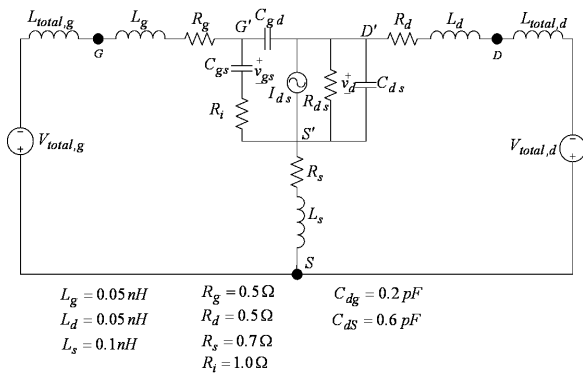 L_total,g L_g R_g G' C_gd D' R_d L_d L_total,d
G D
C_gs + v_gs - I_ds R_ds + v_d - C_ds
R_i
- + V_total,g S' V_total,d - +
R_s
L_s
S
L_g = 0.05 nH R_g = 0.5 Ω C_dg = 0.2 pF
L_d = 0.05 nH R_d = 0.5 Ω C_dS = 0.6 pF
L_s = 0.1 nH R_s = 0.7 Ω
R_i = 1.0 Ω